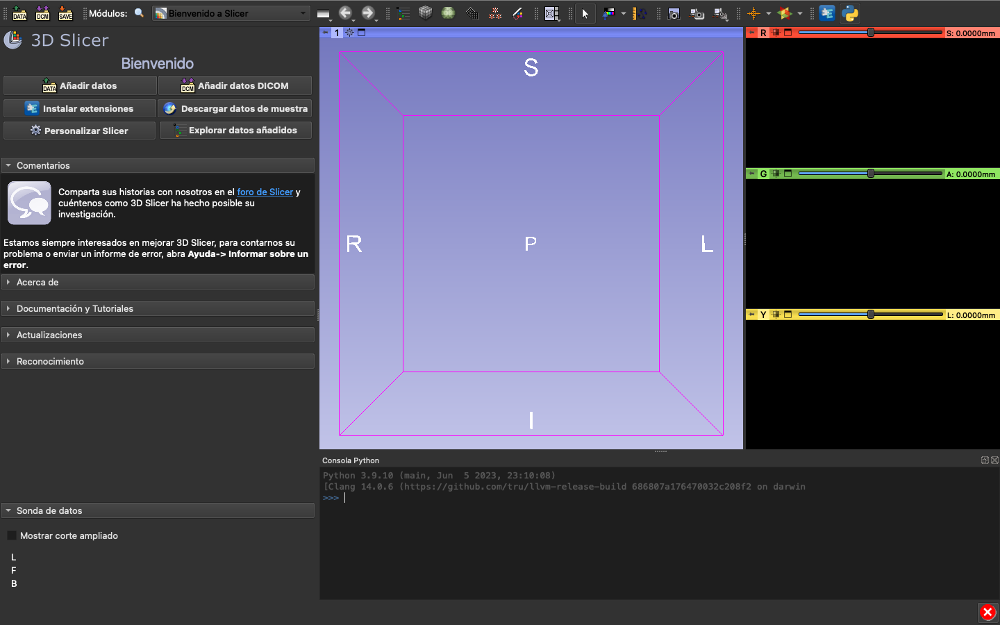 DATA DCM SAVE Módulos: Bienvenido a Slicer
3D Slicer
Bienvenido
DATA Añadir datos
DCM Añadir datos DICOM
Instalar extensiones
Descargar datos de muestra
Personalizar Slicer
Explorar datos añadidos
Comentarios
Comparta sus historias con nosotros en el foro de Slicer y
cuéntenos como 3D Slicer ha hecho posible su
investigación.
Estamos siempre interesados en mejorar 3D Slicer, para contarnos su
problema o enviar un informe de error, abra Ayuda-> Informar sobre un
error.
Acerca de
Documentación y Tutoriales
Actualizaciones
Reconocimiento
Sonda de datos
Mostrar corte ampliado
L
F
B
1
S
R
P
L
I
R S: 0.0000mm
G A: 0.0000mm
Y L: 0.0000mm
Consola Python
Python 3.9.10 (main, Jun  5 2023, 23:10:08)
[Clang 14.0.6 (https://github.com/tru/llvm-release-build 686807a176470032c208f2 on darwin
>>>